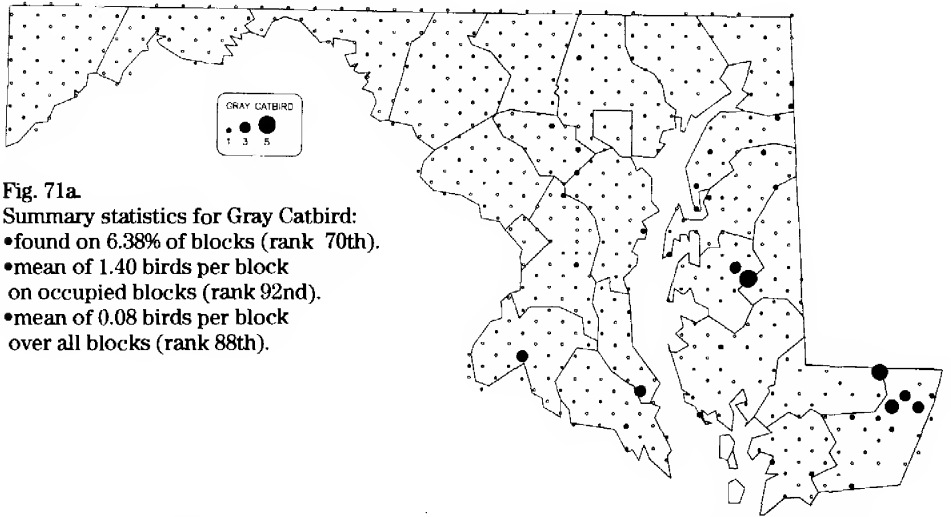 GRAY CATBIRD
1 3 5
Fig. 71a.
Summary statistics for Gray Catbird:
•found on 6.38% of blocks (rank 70th).
•mean of 1.40 birds per block
on occupied blocks (rank 92nd).
•mean of 0.08 birds per block
over all blocks (rank 88th).